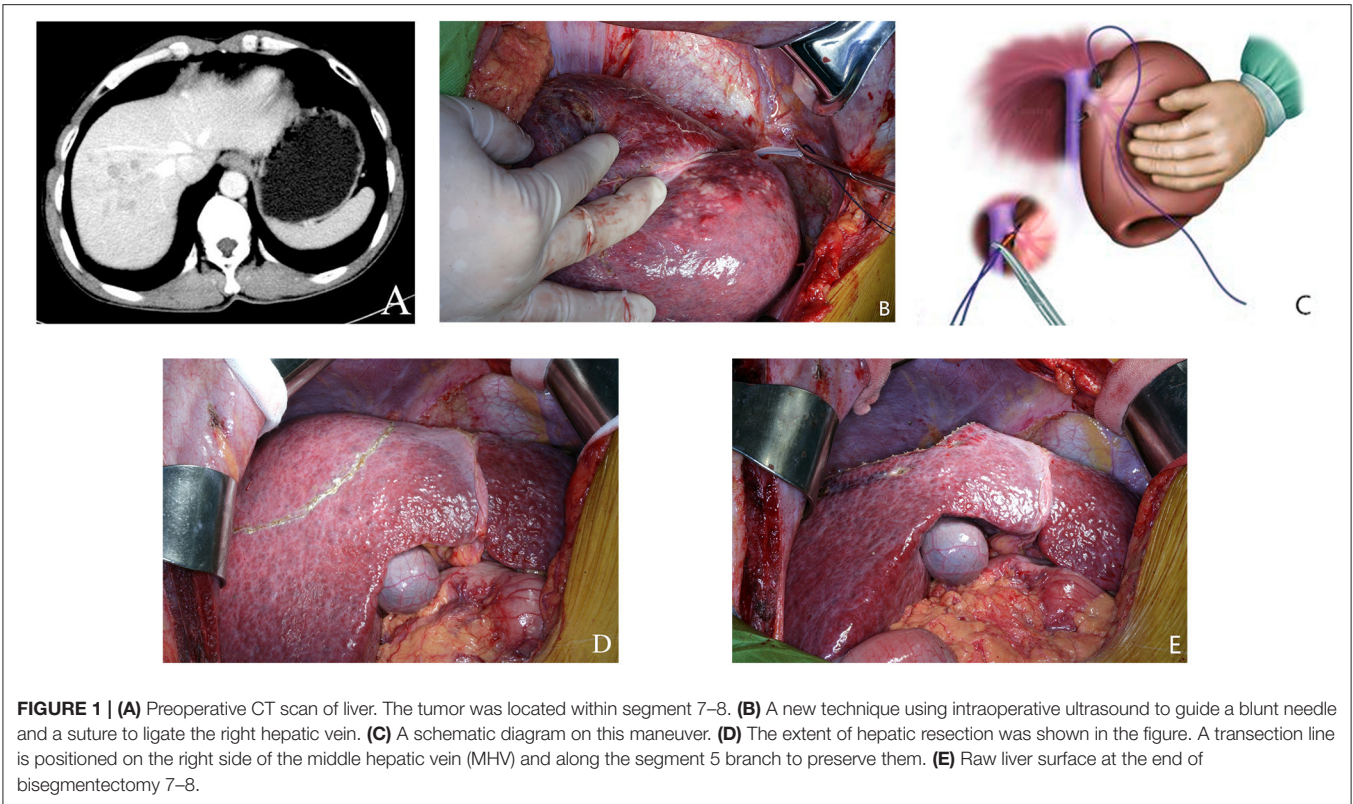 A
B
C
D
E
FIGURE 1 | (A) Preoperative CT scan of liver. The tumor was located within segment 7–8. (B) A new technique using intraoperative ultrasound to guide a blunt needle
and a suture to ligate the right hepatic vein. (C) A schematic diagram on this maneuver. (D) The extent of hepatic resection was shown in the figure. A transection line
is positioned on the right side of the middle hepatic vein (MHV) and along the segment 5 branch to preserve them. (E) Raw liver surface at the end of
bisegmentectomy 7–8.